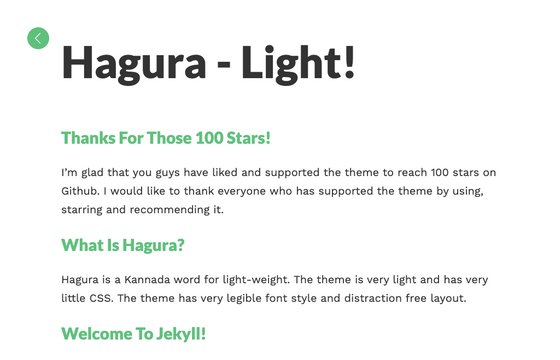 Hagura - Light!
Thanks For Those 100 Stars!
I'm glad that you guys have liked and supported the theme to reach 100 stars on
Github. I would like to thank everyone who has supported the theme by using,
starring and recommending it.
What Is Hagura?
Hagura is a Kannada word for light-weight. The theme is very light and has very
little CSS. The theme has very legible font style and distraction free layout.
Welcome To Jekyll!